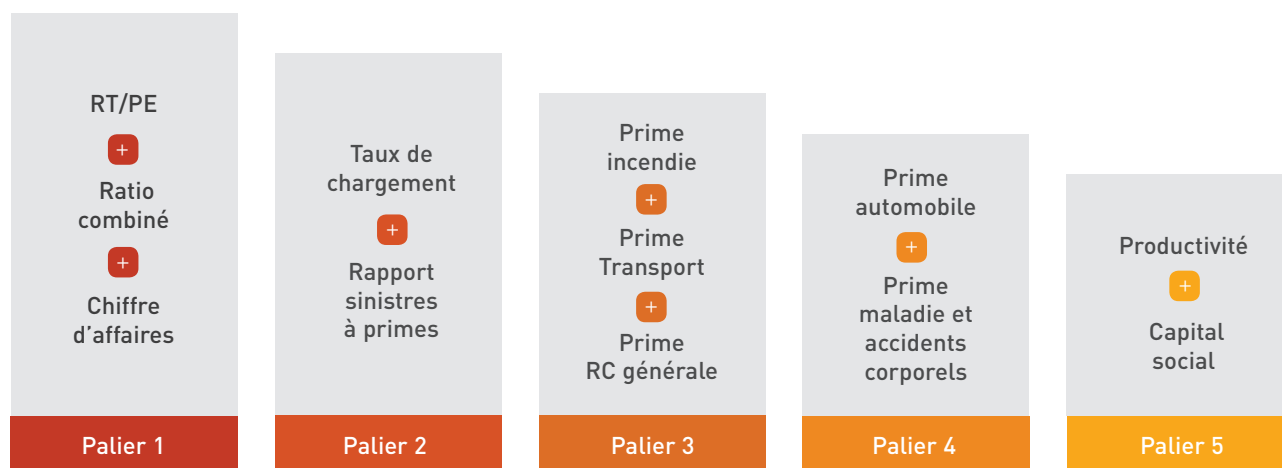 RT/PE
+
Ratio
combiné
+
Chiffre
d’affaires
Palier 1
Taux de
chargement
+
Rapport
sinistres
à primes
Palier 2
Prime
incendie
+
Prime
Transport
+
Prime
RC générale
Palier 3
Prime
automobile
+
Prime
maladie et
accidents
corporels
Palier 4
Productivité
+
Capital
social
Palier 5